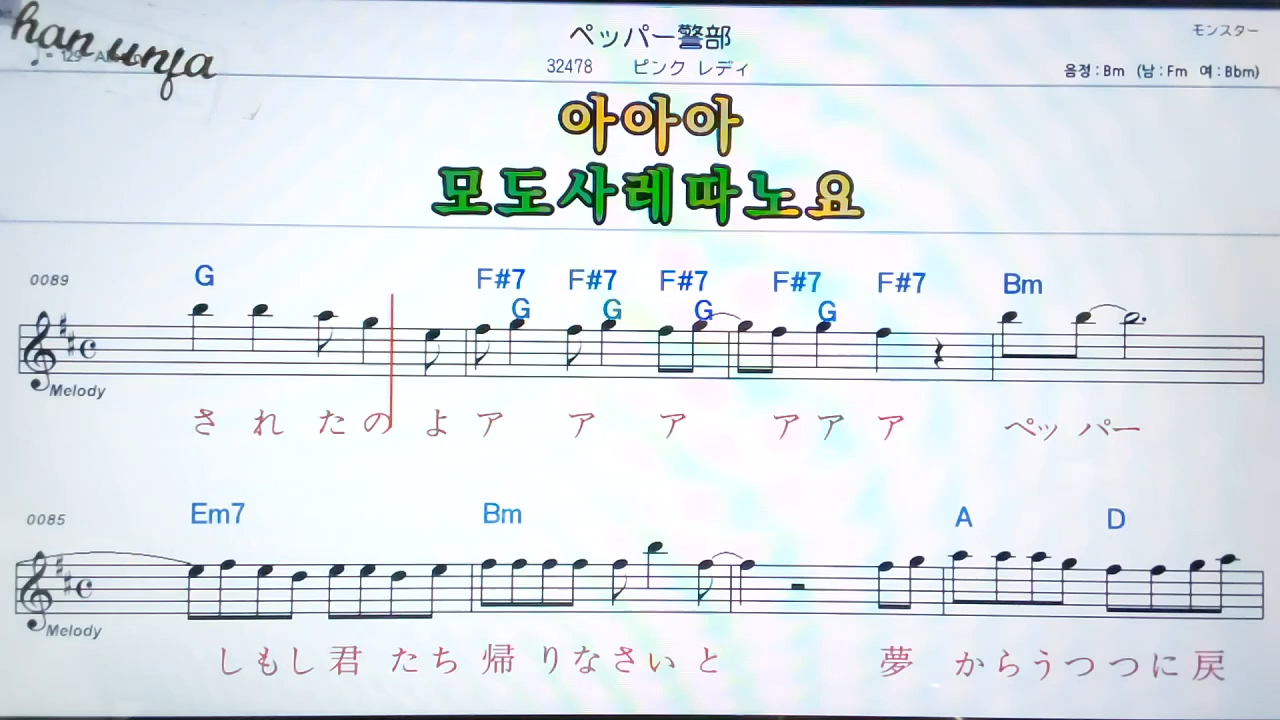 han unja
モンスター
ペッパー警部
♩= 129
32478 ピンク レディ
음정 : Bm (남 : Fm 여 : Bbm)
아아아
모도사레따노요
0089
G F#7 F#7 F#7 F#7 F#7 Bm
G G G G
Melody
さ れ た の よ ア ア ア ア ア ア ペッ パー
0085
Em7 Bm A D
Melody
し も し 君 た ち 帰 り な さ い と 夢 か ら う つ つ に 戻